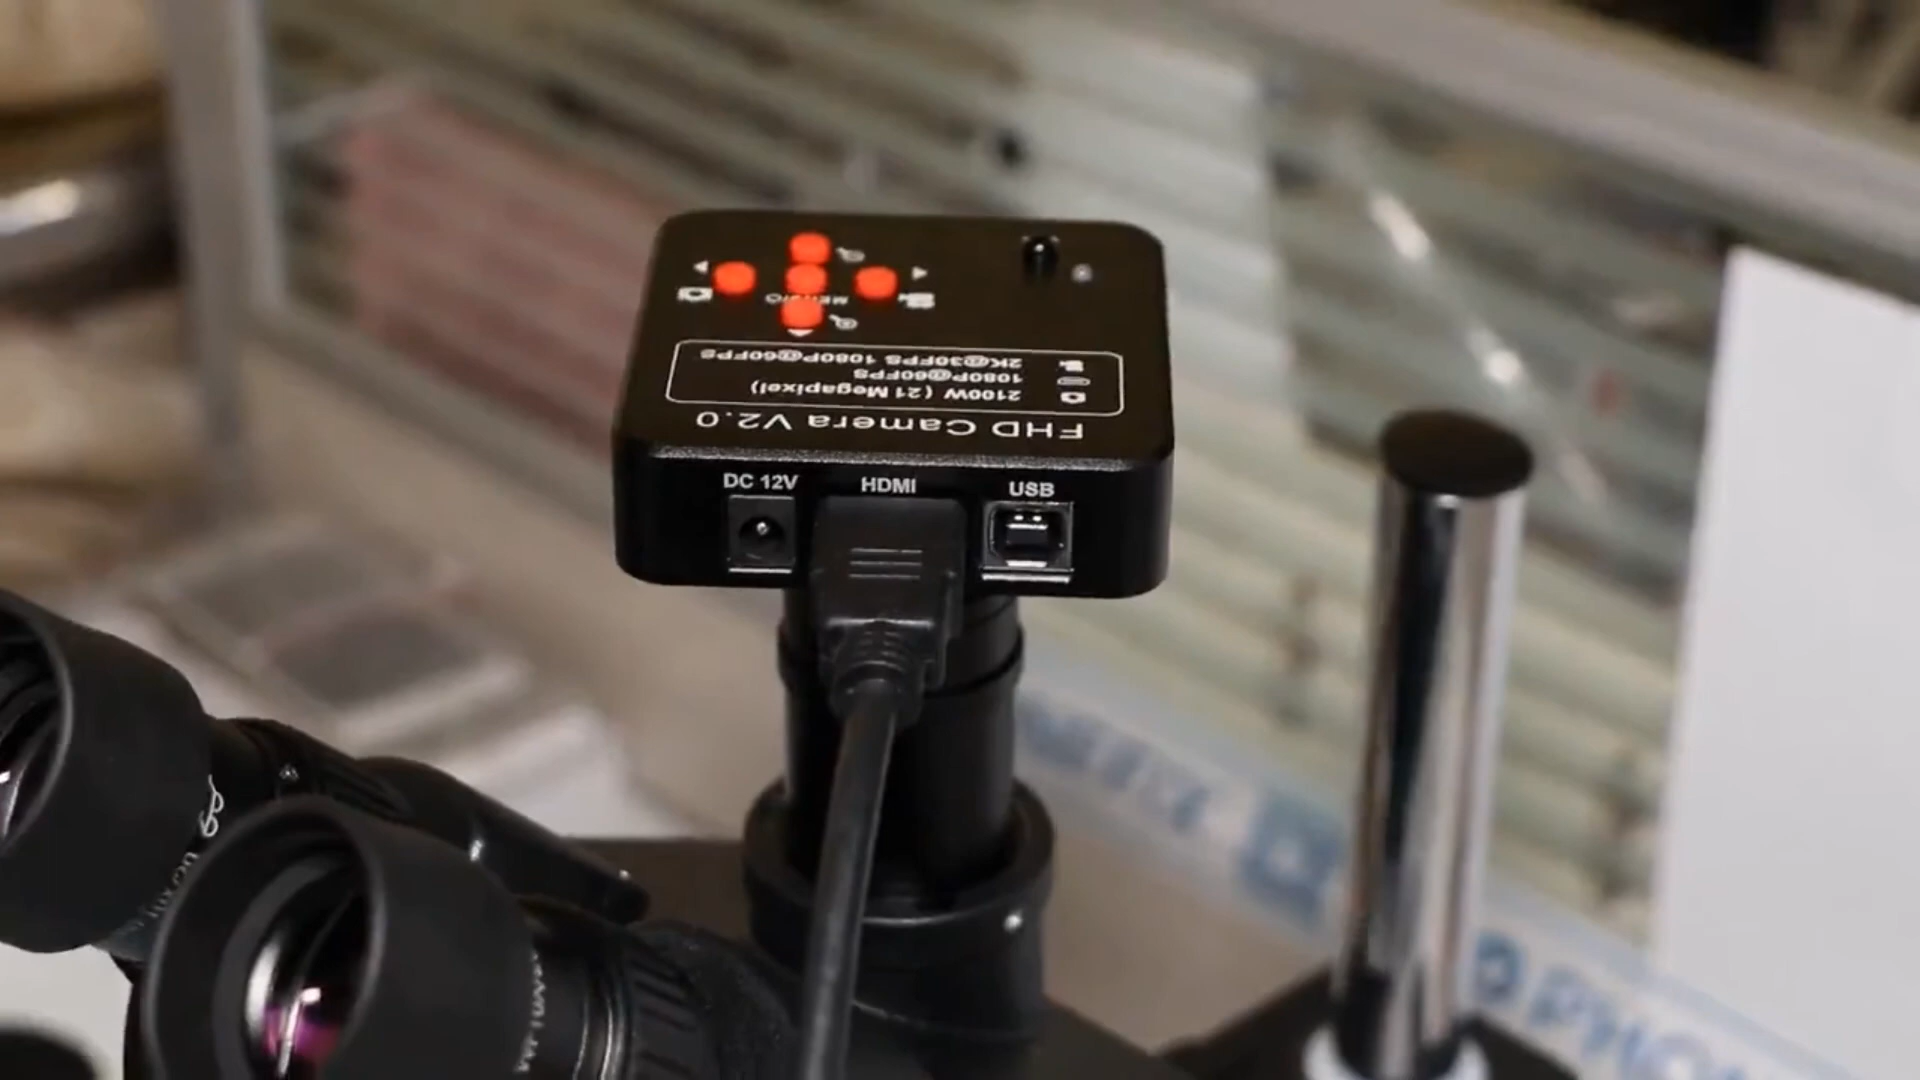 FHD Camera V2.0
2100W (21 Megapixel)
1080P@60FPS
2K@30FPS 1080P@60FPS
MENU/
DC 12V
HDMI
USB